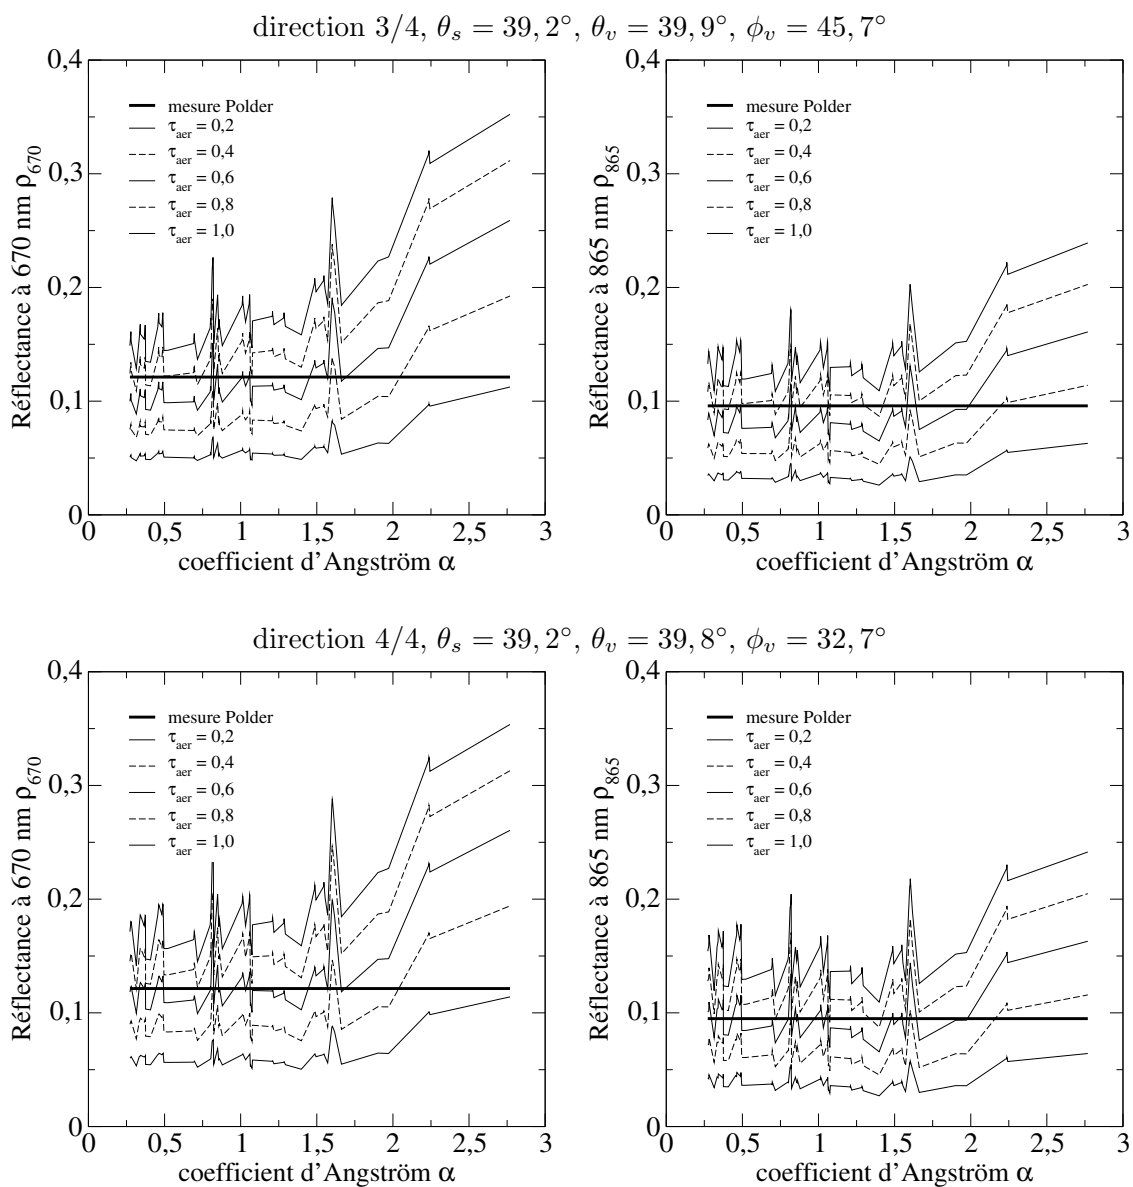 direction 3/4, θs = 39, 2°, θv = 39, 9°, ϕv = 45, 7°
0,4
0,3
0,2
0,1
0
Réflectance à 670 nm ρ670
mesure Polder
τaer = 0,2
τaer = 0,4
τaer = 0,6
τaer = 0,8
τaer = 1,0
0 0,5 1 1,5 2 2,5 3
coefficient d'Angström α
0,4
0,3
0,2
0,1
0
Réflectance à 865 nm ρ865
mesure Polder
τaer = 0,2
τaer = 0,4
τaer = 0,6
τaer = 0,8
τaer = 1,0
0 0,5 1 1,5 2 2,5 3
coefficient d'Angström α
direction 4/4, θs = 39, 2°, θv = 39, 8°, ϕv = 32, 7°
0,4
0,3
0,2
0,1
0
Réflectance à 670 nm ρ670
mesure Polder
τaer = 0,2
τaer = 0,4
τaer = 0,6
τaer = 0,8
τaer = 1,0
0 0,5 1 1,5 2 2,5 3
coefficient d'Angström α
0,4
0,3
0,2
0,1
0
Réflectance à 865 nm ρ865
mesure Polder
τaer = 0,2
τaer = 0,4
τaer = 0,6
τaer = 0,8
τaer = 1,0
0 0,5 1 1,5 2 2,5 3
coefficient d'Angström α